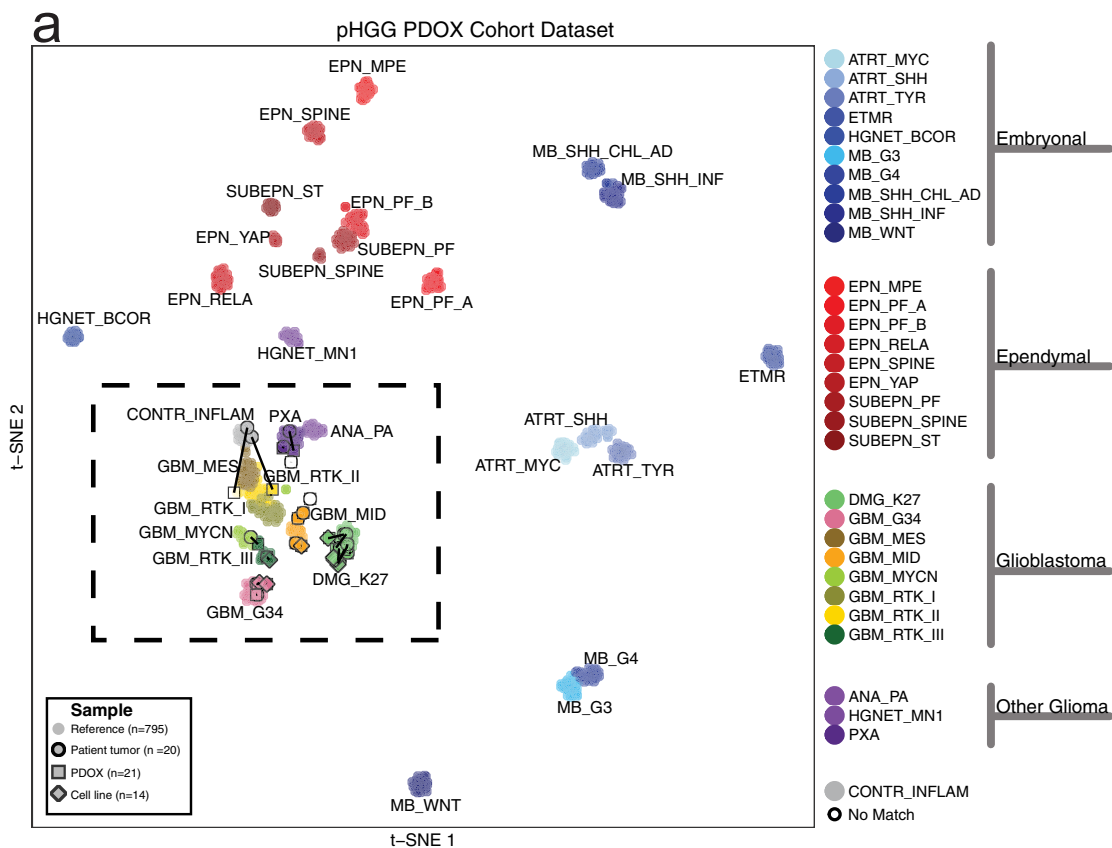 a
pHGG PDOX Cohort Dataset
EPN_MPE
EPN_SPINE
MB_SHH_CHL_AD
MB_SHH_INF
SUBEPN_ST
EPN_PF_B
EPN_YAP
SUBEPN_PF
SUBEPN_SPINE
EPN_RELA
EPN_PF_A
HGNET_BCOR
HGNET_MN1
ETMR
CONTR_INFLAM
PXA
ANA_PA
ATRT_SHH
ATRT_MYC
ATRT_TYR
GBM_MES
GBM_RTK_II
GBM_RTK_I
GBM_MID
GBM_MYCN
GBM_RTK_III
DMG_K27
GBM_G34
MB_G4
MB_G3
MB_WNT
t-SNE 2
t-SNE 1
Sample
Reference (n=795)
Patient tumor (n =20)
PDOX (n=21)
Cell line (n=14)
ATRT_MYC
ATRT_SHH
ATRT_TYR
ETMR
HGNET_BCOR
MB_G3
MB_G4
MB_SHH_CHL_AD
MB_SHH_INF
MB_WNT
Embryonal
EPN_MPE
EPN_PF_A
EPN_PF_B
EPN_RELA
EPN_SPINE
EPN_YAP
SUBEPN_PF
SUBEPN_SPINE
SUBEPN_ST
Ependymal
DMG_K27
GBM_G34
GBM_MES
GBM_MID
GBM_MYCN
GBM_RTK_I
GBM_RTK_II
GBM_RTK_III
Glioblastoma
ANA_PA
HGNET_MN1
PXA
Other Glioma
CONTR_INFLAM
No Match